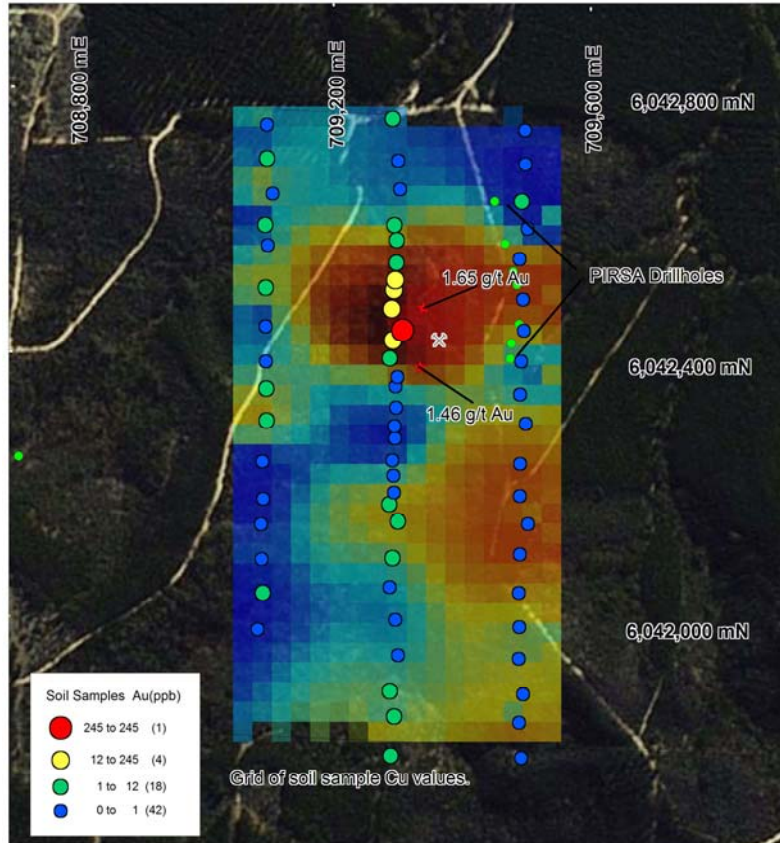 708,800 mE
709,200 mE
709,600 mE
6,042,800 mN
PIRSA Drillholes
1.65 g/t Au
6,042,400 mN
1.46 g/t Au
6,042,000 mN
Soil Samples Au(ppb)
245 to 245 (1)
12 to 245 (4)
1 to 12 (18)
0 to 1 (42)
Grid of soil sample Cu values.